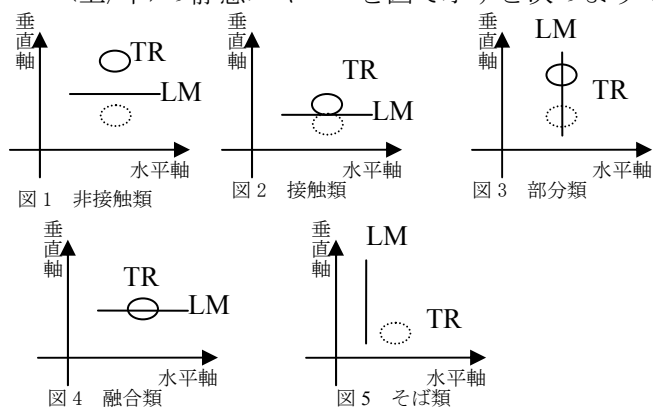 垂直軸
TR
LM
水平軸
図1 非接触類
垂直軸
TR
LM
水平軸
図2 接触類
垂直軸
LM
TR
水平軸
図3 部分類
垂直軸
TR
LM
水平軸
図4 融合類
垂直軸
LM
TR
水平軸
図5 そば類